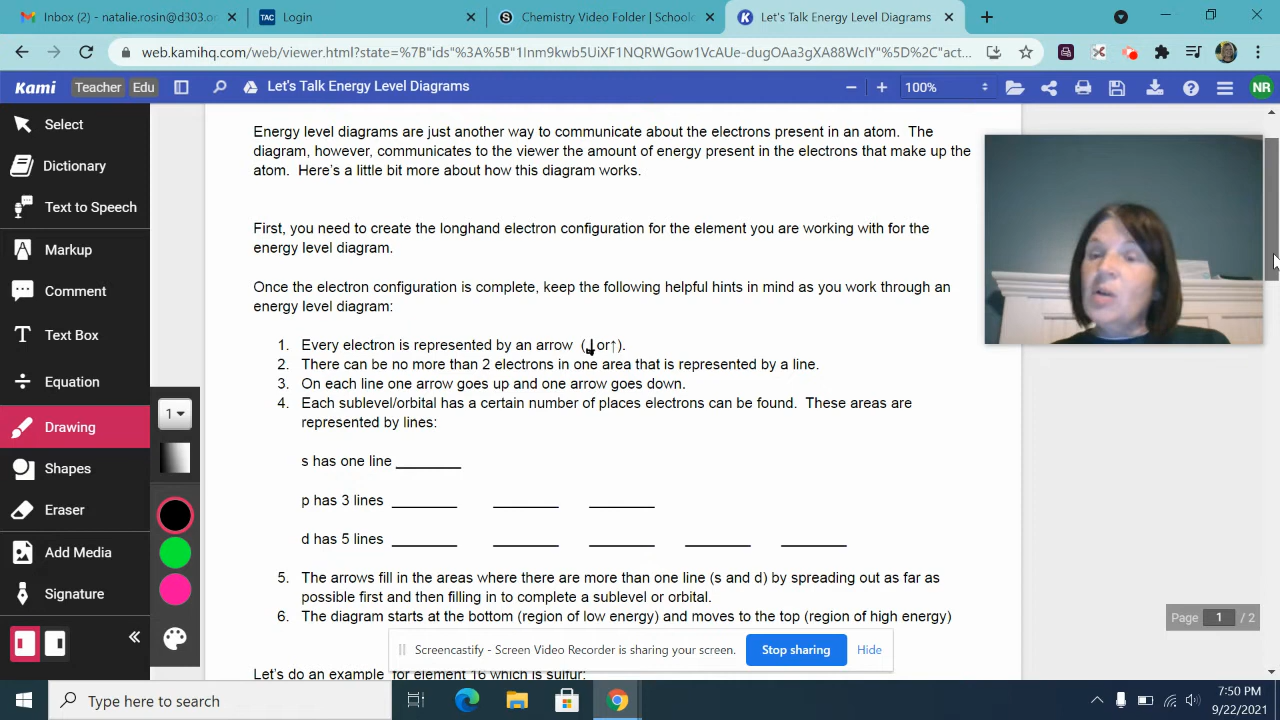 Inbox (2) - natalie.rosin@d303.o
Login
Chemistry Video Folder | Schoolo
Let's Talk Energy Level Diagrams
web.kamihq.com/web/viewer.html?state=%7B"ids"%3A%5B"1Inm9kwb5UiXF1NQRWGow1VcAUe-dugOAa3gXA88WcIY"%5D%2C"act...
Kami Teacher Edu
Let's Talk Energy Level Diagrams
100%
NR
Select
Dictionary
Text to Speech
Markup
Comment
Text Box
Equation
Drawing
Shapes
Eraser
Add Media
Signature
1
Energy level diagrams are just another way to communicate about the electrons present in an atom. The
diagram, however, communicates to the viewer the amount of energy present in the electrons that make up the
atom. Here's a little bit more about how this diagram works.
First, you need to create the longhand electron configuration for the element you are working with for the
energy level diagram.
Once the electron configuration is complete, keep the following helpful hints in mind as you work through an
energy level diagram:
1. Every electron is represented by an arrow (↓or↑).
2. There can be no more than 2 electrons in one area that is represented by a line.
3. On each line one arrow goes up and one arrow goes down.
4. Each sublevel/orbital has a certain number of places electrons can be found. These areas are
represented by lines:
s has one line
p has 3 lines
d has 5 lines
5. The arrows fill in the areas where there are more than one line (s and d) by spreading out as far as
possible first and then filling in to complete a sublevel or orbital.
6. The diagram starts at the bottom (region of low energy) and moves to the top (region of high energy)
Let's do an example for element 16 which is sulfur:
Page 1 / 2
Screencastify - Screen Video Recorder is sharing your screen.
Stop sharing
Hide
Type here to search
7:50 PM
9/22/2021